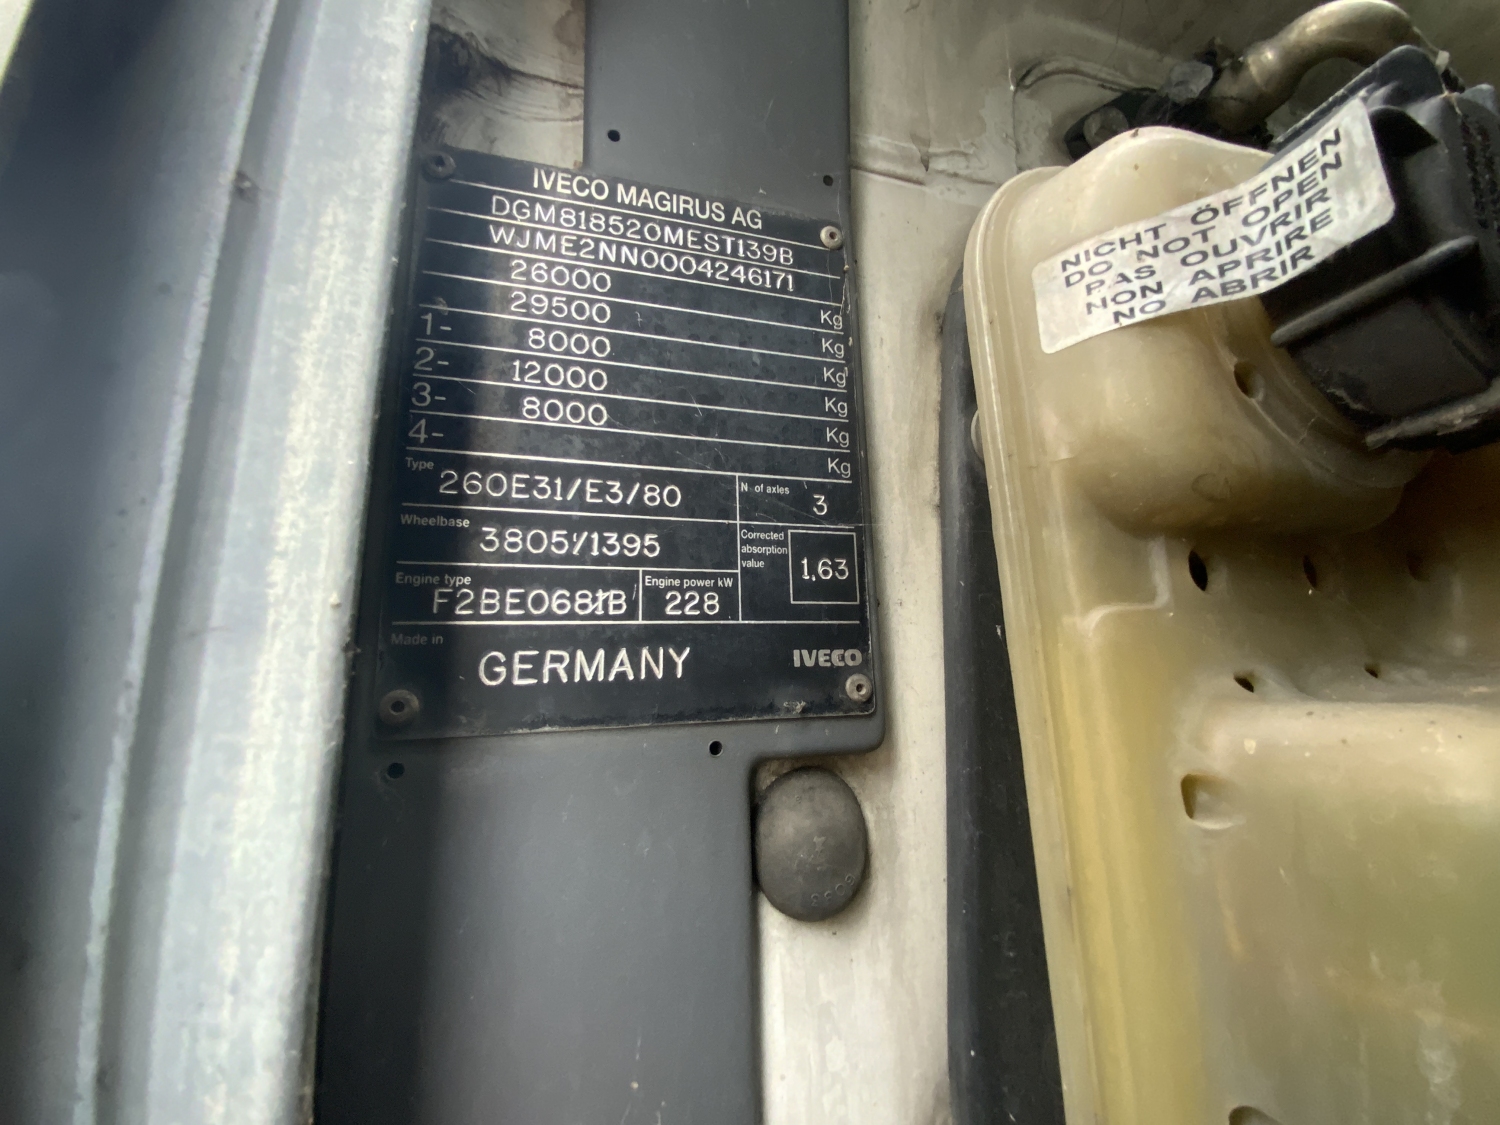 IVECO MAGIRUS AG
DGM818520MEST139B
WJME2NN0004246171
26000 Kg
29500 Kg
1- 8000 Kg
2- 12000 Kg
3- 8000 Kg
4- Kg
Type 260E31/E3/80
N of axles 3
Wheelbase 3805/1395
Corrected absorption value 1,63
Engine type F2BE0681B
Engine power kW 228
Made in GERMANY
IVECO
NICHT ÖFFNEN
DO NOT OPEN
PAS OUVRIR
NON APRIRE
NO ABRIR